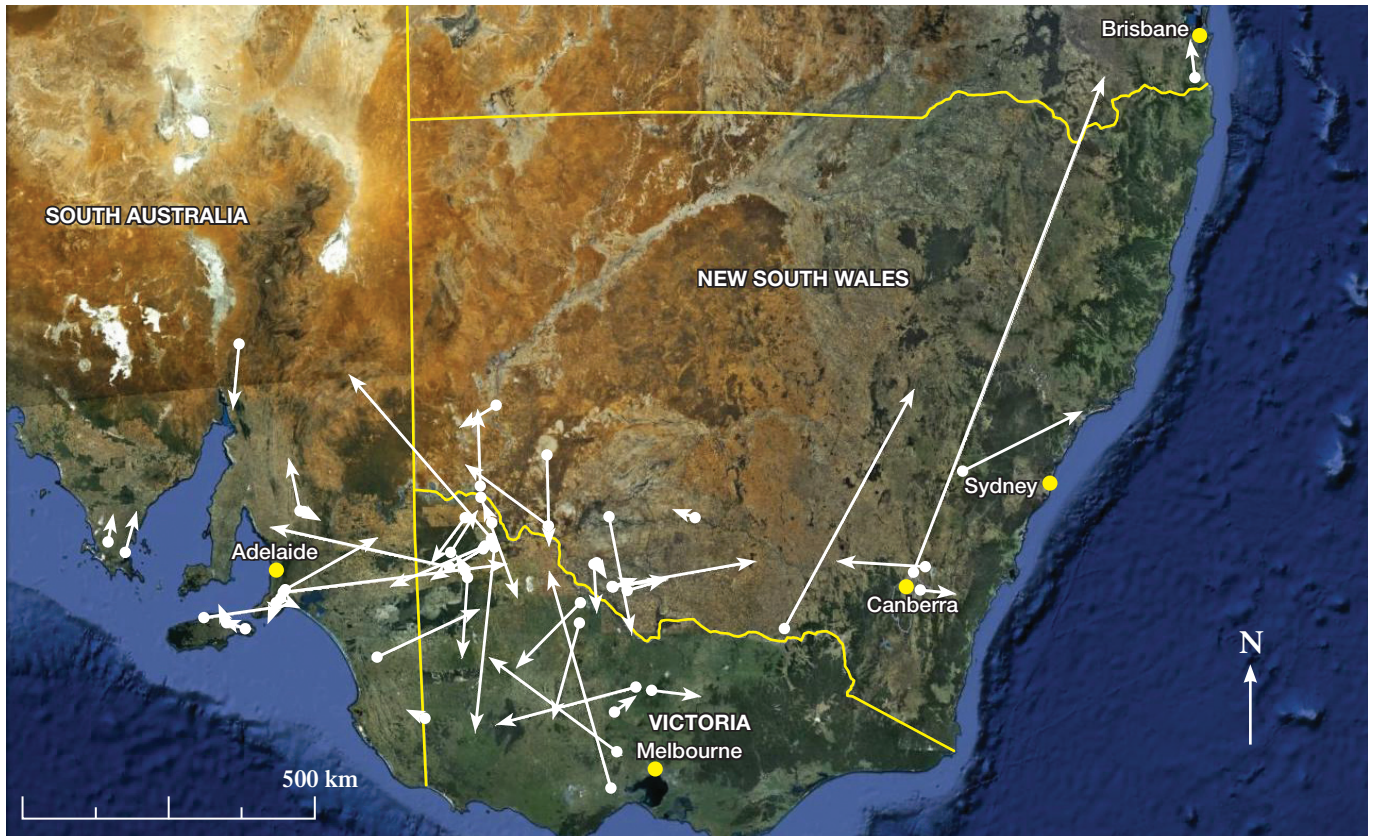 Brisbane
SOUTH AUSTRALIA
NEW SOUTH WALES
Sydney
Adelaide
Canberra
N
VICTORIA
Melbourne
500 km